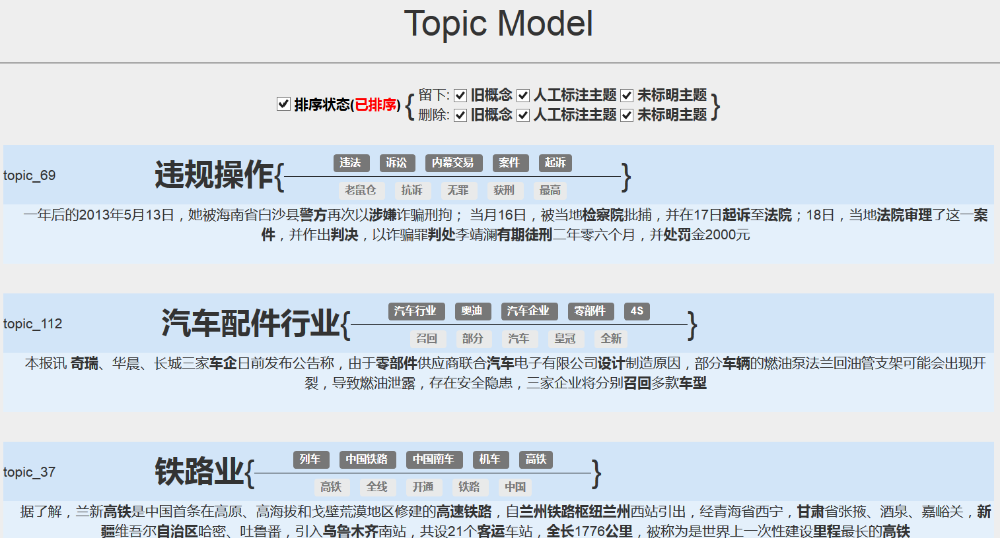 Topic Model
排序状态(已排序) {
留下: 旧概念 人工标注主题 未标明主题
删除: 旧概念 人工标注主题 未标明主题
}
topic_69
违规操作{
违法 诉讼 内幕交易 案件 起诉
老鼠仓 抗诉 无罪 获刑 最高
}
一年后的2013年5月13日，她被海南省白沙县警方再次以涉嫌诈骗刑拘； 当月16日，被当地检察院批捕，并在17日起诉至法院；18日，当地法院审理了这一案
件，并作出判决，以诈骗罪判处李靖澜有期徒刑二年零六个月，并处罚金2000元
topic_112
汽车配件行业{
汽车行业 奥迪 汽车企业 零部件 4S
召回 部分 汽车 皇冠 全新
}
本报讯 奇瑞、华晨、长城三家车企日前发布公告称，由于零部件供应商联合汽车电子有限公司设计制造原因，部分车辆的燃油泵法兰回油管支架可能会出现开
裂，导致燃油泄露，存在安全隐患，三家企业将分别召回多款车型
topic_37
铁路业{
列车 中国铁路 中国南车 机车 高铁
高铁 全线 开通 铁路 中国
}
据了解，兰新高铁是中国首条在高原、高海拔和戈壁荒漠地区修建的高速铁路，自兰州铁路枢纽兰州西站引出，经青海省西宁，甘肃省张掖、酒泉、嘉峪关，新
疆维吾尔自治区哈密、吐鲁番，引入乌鲁木齐南站，共设21个客运车站，全长1776公里，被称为是世界上一次性建设里程最长的高铁